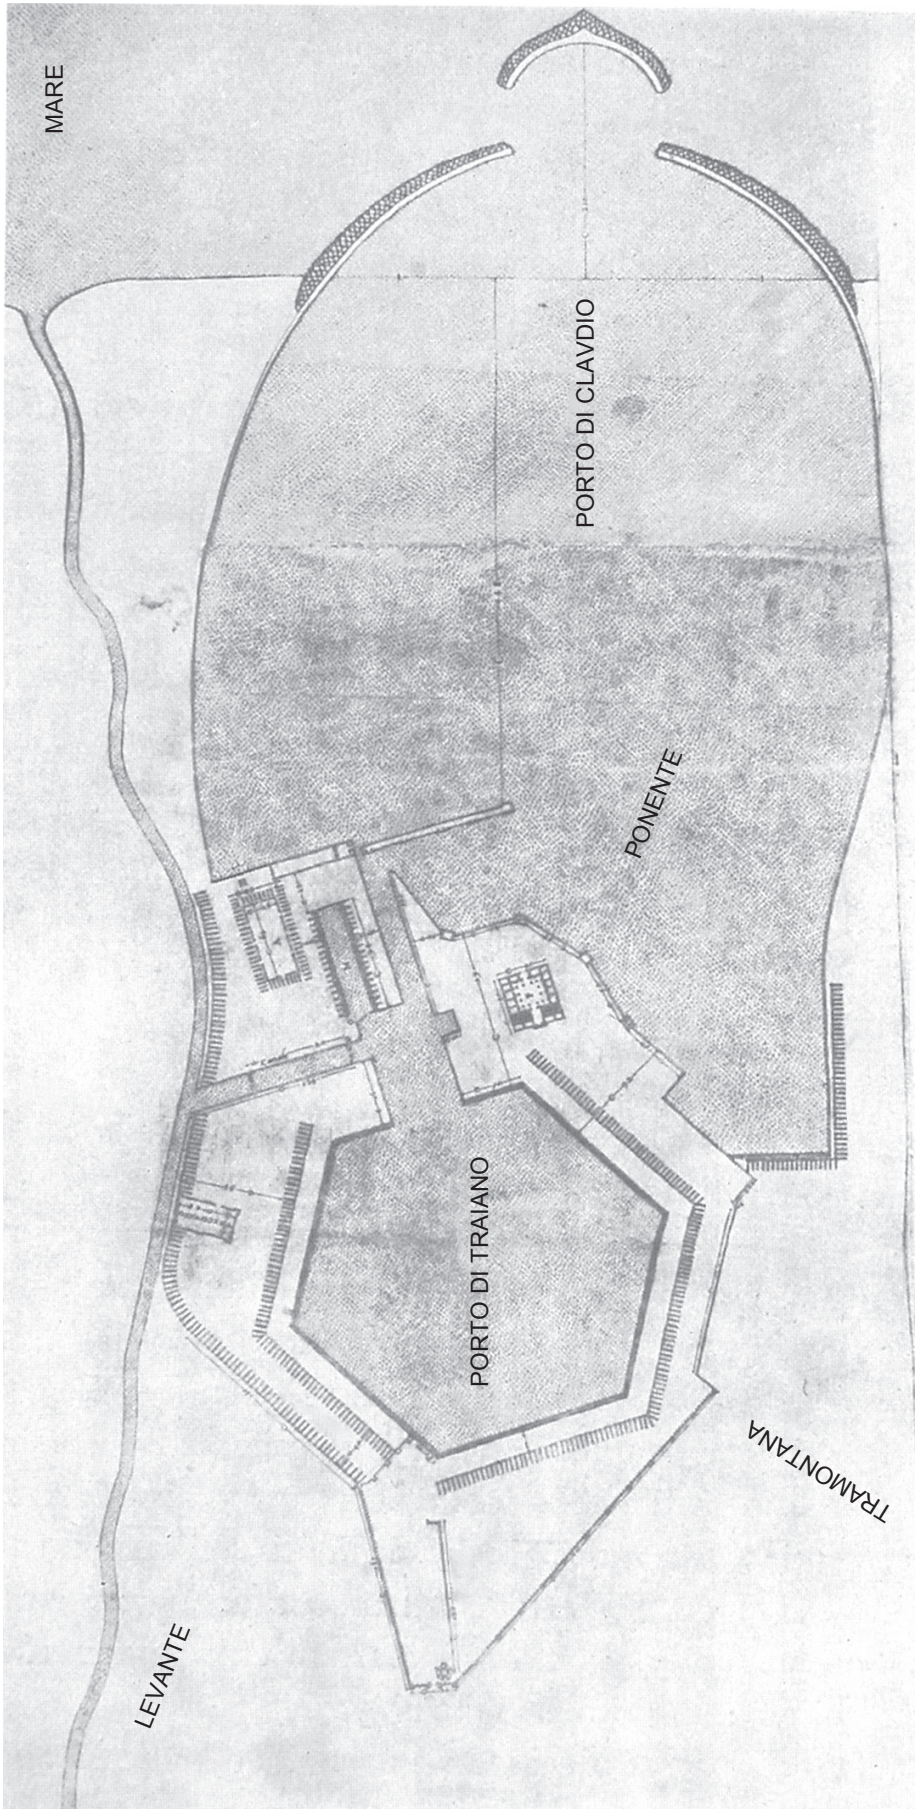 MARE
PORTO DI CLAVDIO
PONENTE
PORTO DI TRAIANO
TRAMONTANA
LEVANTE